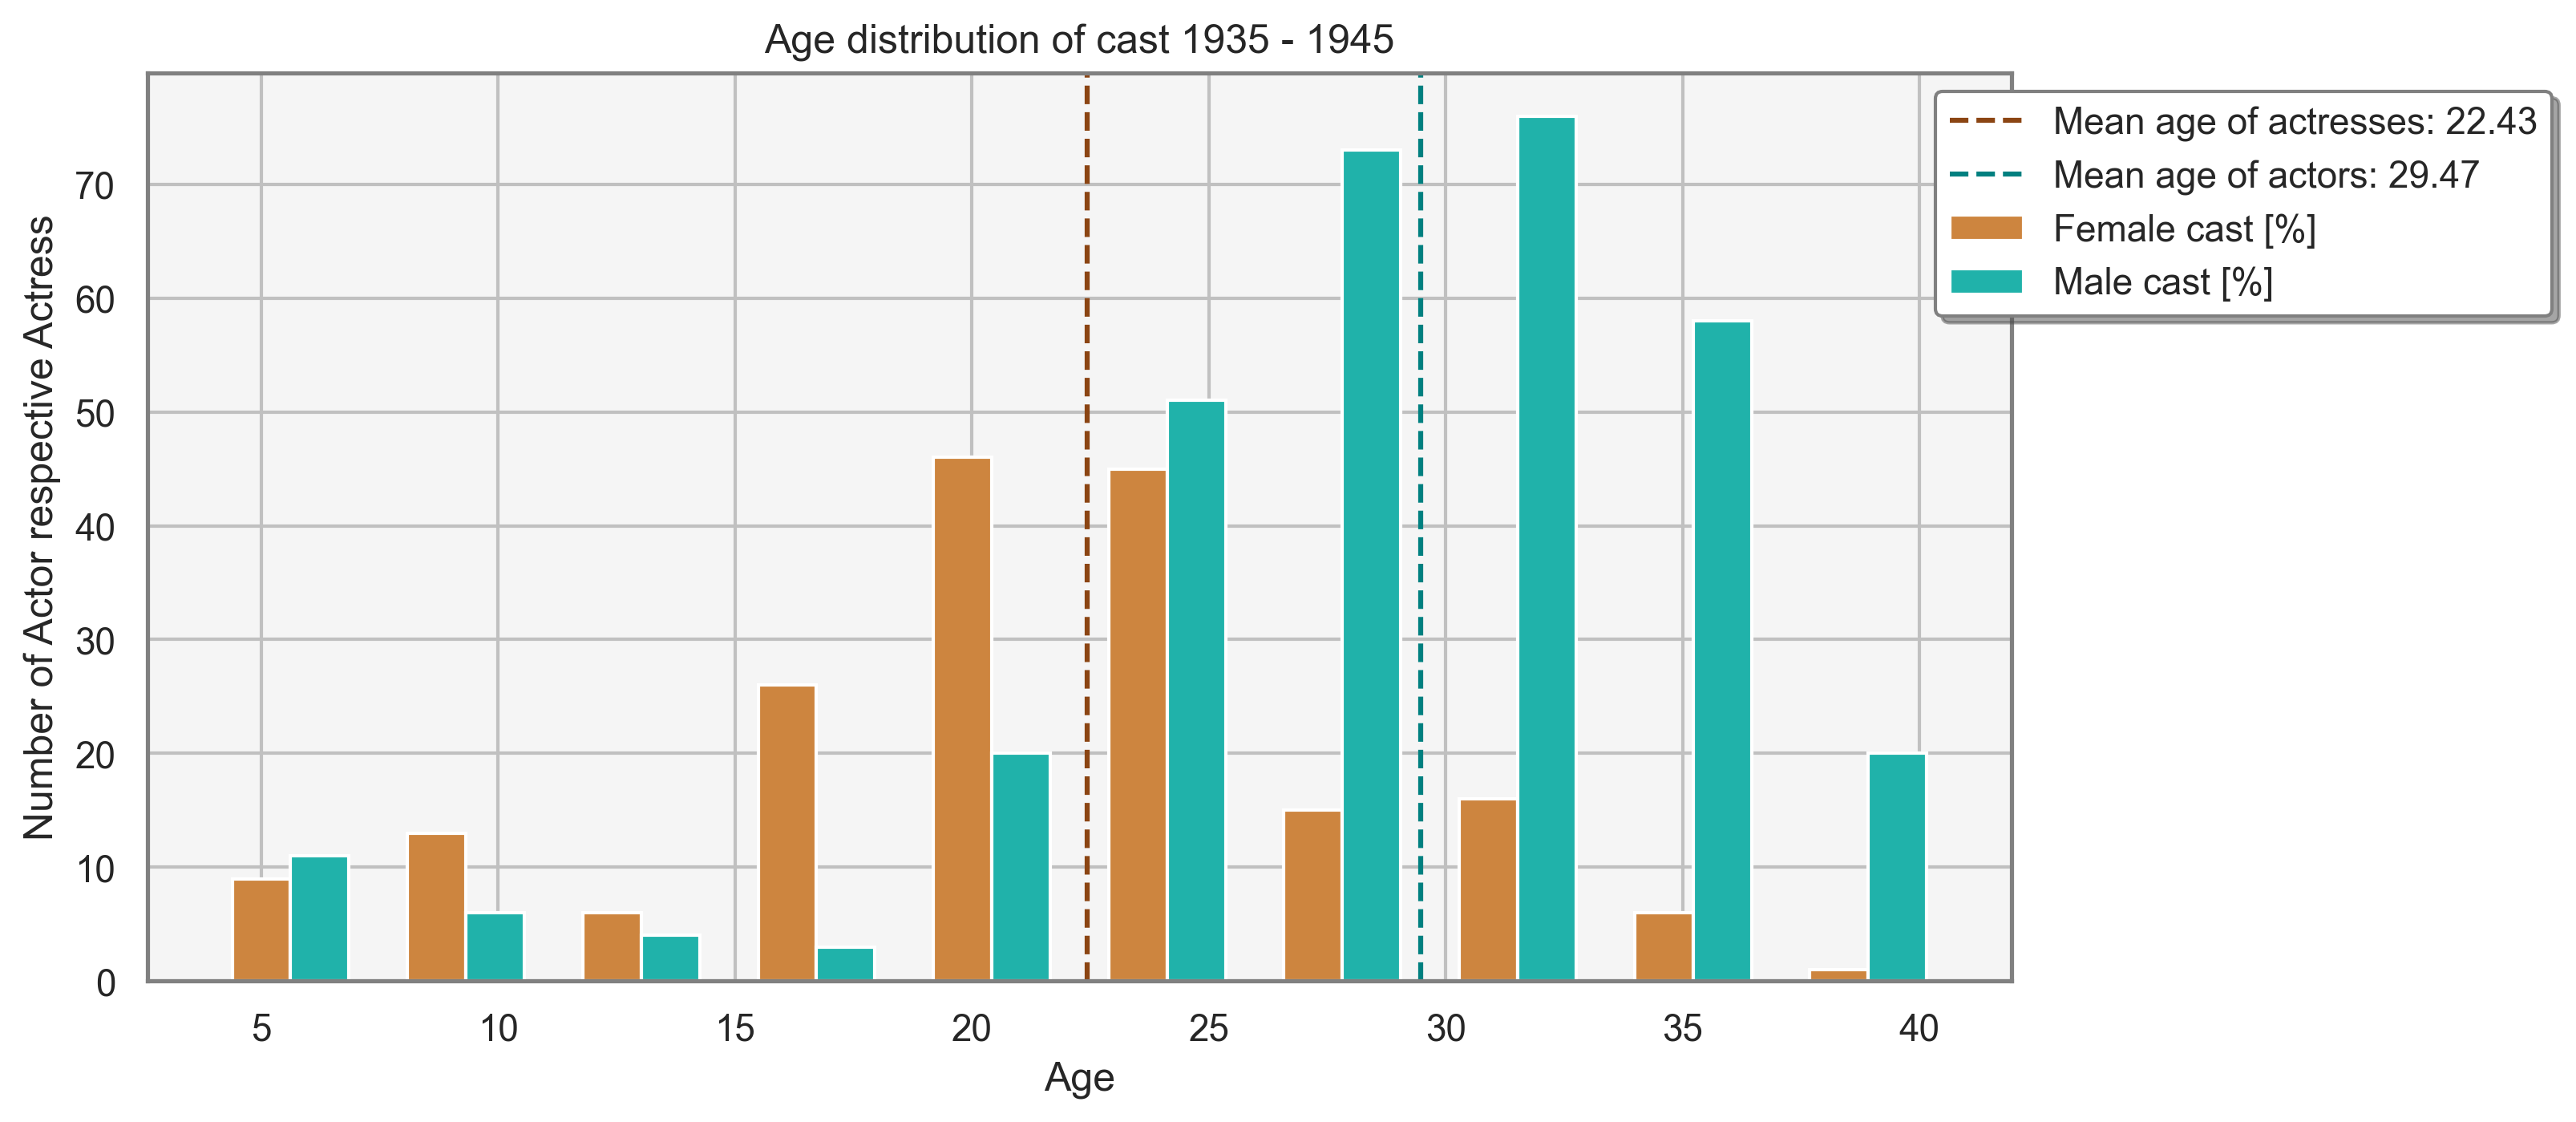 Age distribution of cast 1935 - 1945
Mean age of actresses: 22.43
Mean age of actors: 29.47
Female cast [%]
Male cast [%]
Number of Actor respective Actress
70
60
50
40
30
20
10
0
5 10 15 20 25 30 35 40
Age